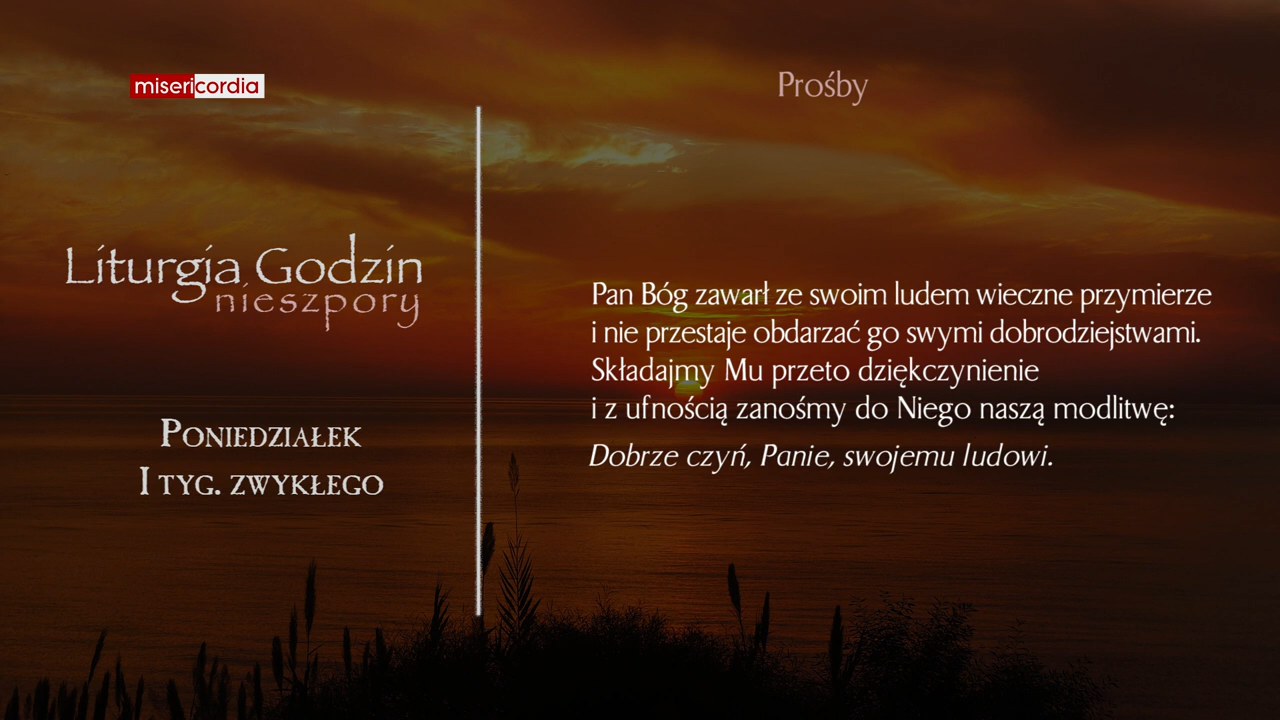 misericordia
Liturgia Godzin
nieszpory
Poniedziałek
I tyg. zwykłego
Prośby
Pan Bóg zawarł ze swoim ludem wieczne przymierze
i nie przestaje obdarzać go swymi dobrodziejstwami.
Składajmy Mu przeto dziękczynienie
i z ufnością zanośmy do Niego naszą modlitwę:
Dobrze czyń, Panie, swojemu ludowi.